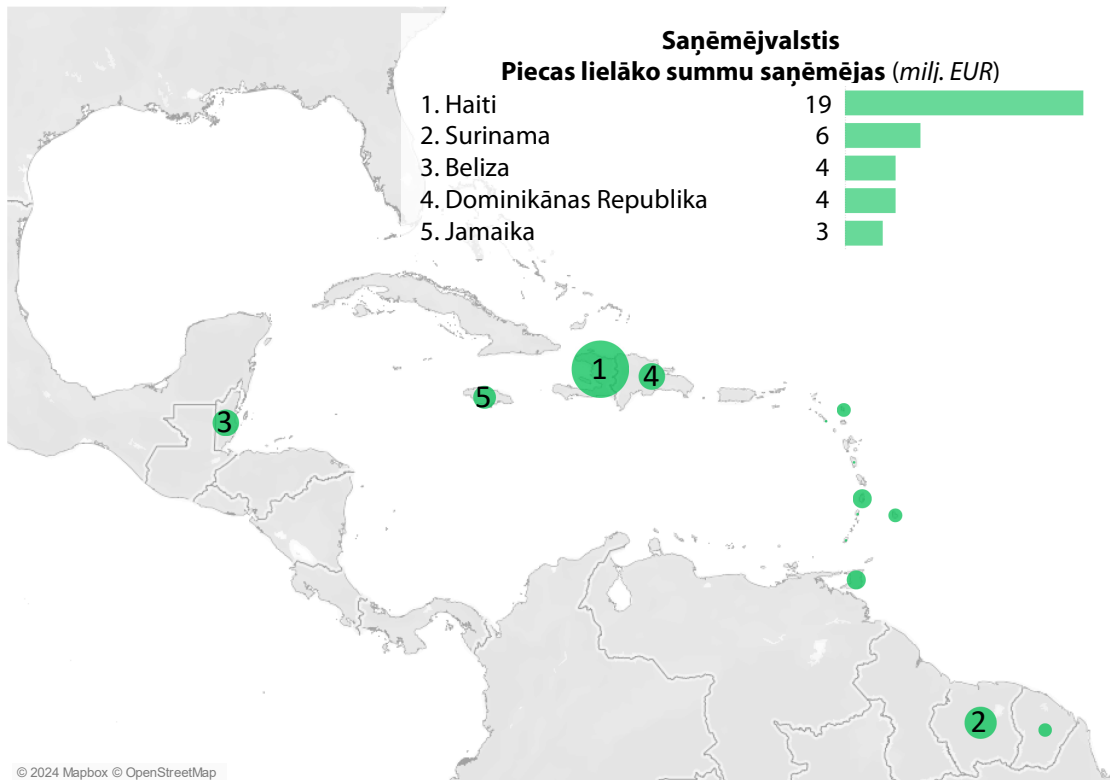 Saņēmējvalstis
Piecas lielāko summu saņēmējas (milj. EUR)
1. Haiti 19
2. Surinama 6
3. Beliza 4
4. Dominikānas Republika 4
5. Jamaika 3
1
4
5
3
2
© 2024 Mapbox © OpenStreetMap